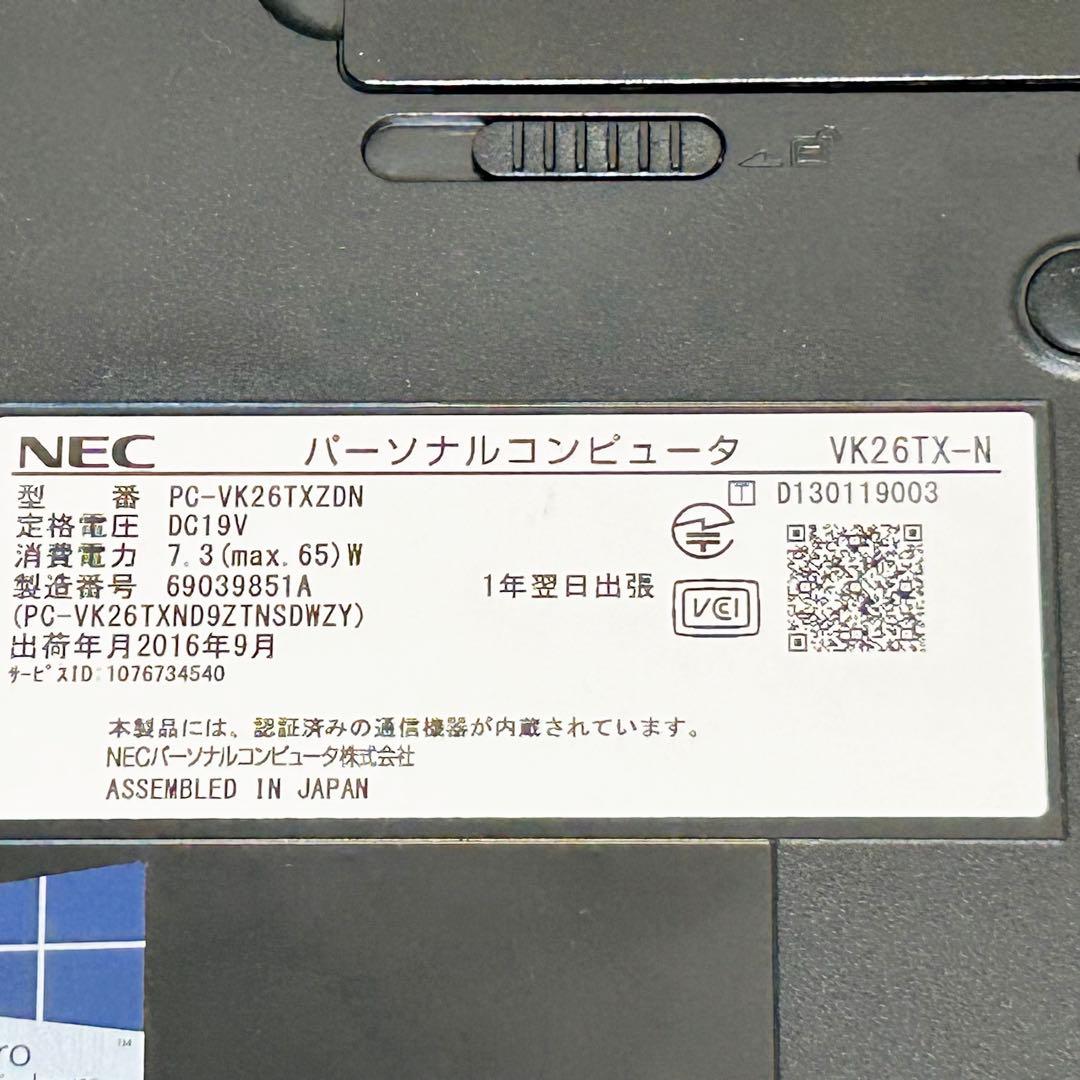 NEC パーソナルコンピュータ VK26TX-N
型番 PC-VK26TXZDN
T D130119003
定格電圧 DC19V
消費電力 7.3(max.65)W
製造番号 69039851A
1年翌日出張
VCI
(PC-VK26TXND9ZTNSDWZY)
出荷年月2016年9月
サービスID:1076734540
本製品には、認証済みの通信機器が内蔵されています。
NECパーソナルコンピュータ株式会社
ASSEMBLED IN JAPAN
ro ™